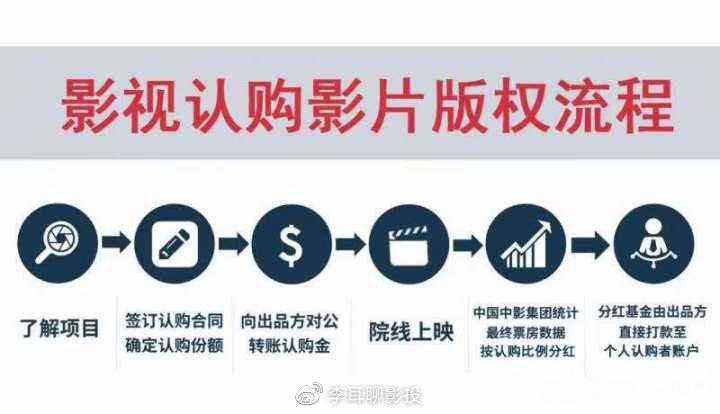 影视认购影片版权流程
了解项目
签订认购合同
确定认购份额
向出品方对公
转账认购金
院线上映
中国中影集团统计
最终票房数据
按认购比例分红
分红基金由出品方
直接打款至
个人认购者账户
李耳聊影投